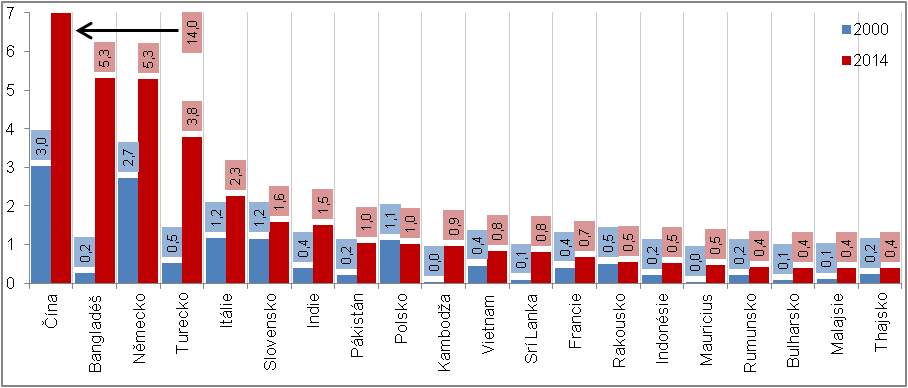 7
6
5
4
3
2
1
0
3,0
14,0
0,2
5,3
2,7
5,3
0,5
3,8
1,2
2,3
1,2
1,6
0,4
1,5
0,2
1,0
1,1
1,0
0,0
0,9
0,4
0,8
0,1
0,8
0,4
0,7
0,5
0,5
0,2
0,5
0,0
0,5
0,2
0,4
0,1
0,4
0,1
0,4
0,2
0,4
2000
2014
Čína
Bangladéš
Německo
Turecko
Itálie
Slovensko
Indie
Pákistán
Polsko
Kambodža
Vietnam
Srí Lanka
Francie
Rakousko
Indonésie
Mauricius
Rumunsko
Bulharsko
Malajsie
Thajsko